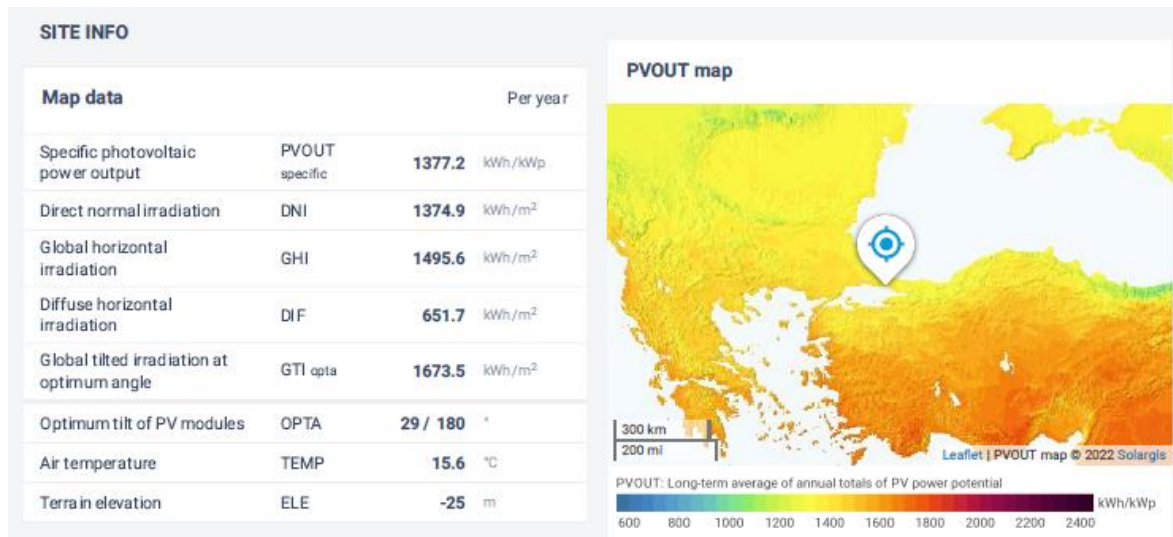 SITE INFO
Map data Per year
Specific photovoltaic
power output
PVOUT
specific
1377.2 kWh/kWp
Direct normal irradiation DNI 1374.9 kWh/m²
Global horizontal
irradiation
GHI 1495.6 kWh/m²
Diffuse horizontal
irradiation
DIF 651.7 kWh/m²
Global tilted irradiation at
optimum angle
GTI opta 1673.5 kWh/m²
Optimum tilt of PV modules OPTA 29 / 180 °
Air temperature TEMP 15.6 °C
Terrain elevation ELE -25 m
PVOUT map
300 km
200 mi
Leaflet | PVOUT map © 2022 Solargis
PVOUT: Long-term average of annual totals of PV power potential
kWh/kWp
600 800 1000 1200 1400 1600 1800 2000 2200 2400